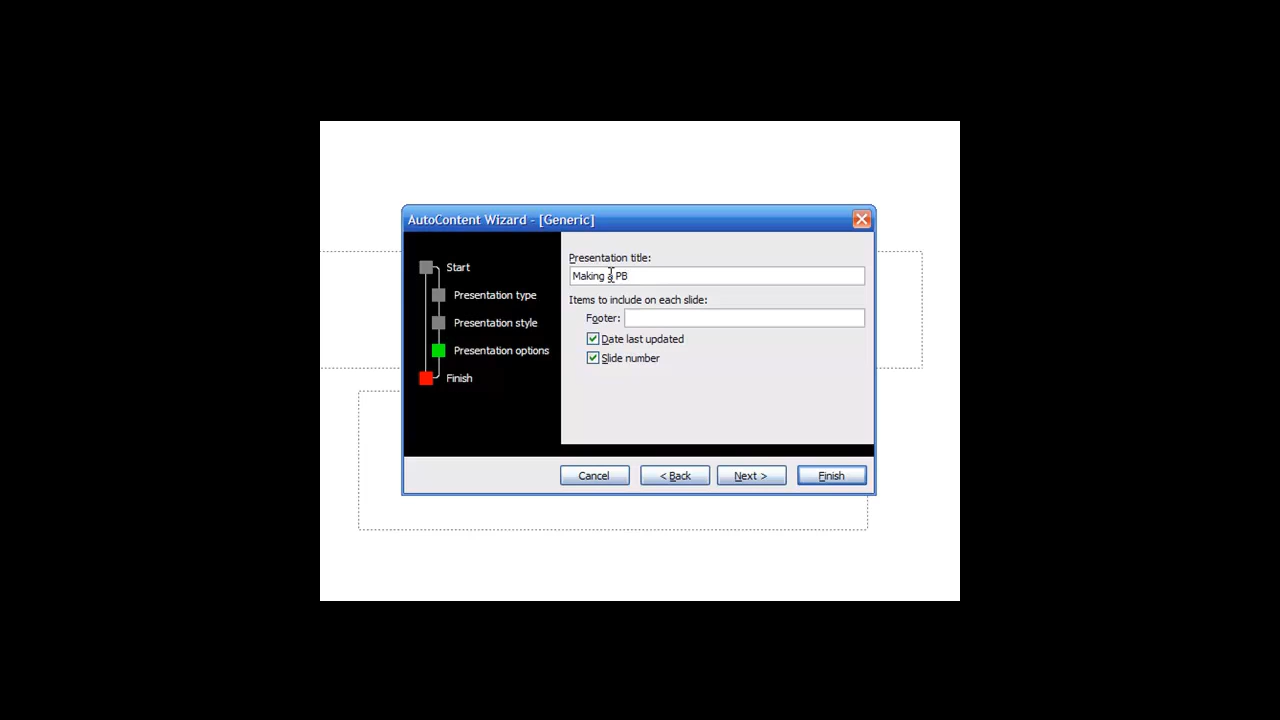 AutoContent Wizard - [Generic]
Start
Presentation type
Presentation style
Presentation options
Finish
Presentation title:
Making a PB
Items to include on each slide:
Footer:
Date last updated
Slide number
Cancel
< Back
Next >
Finish